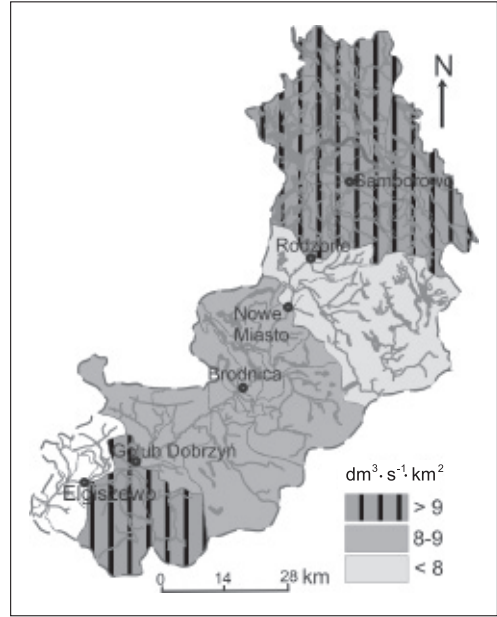 N
Samborowo
Rodzone
Nowe
Miasto
Brodnica
Golub Dobrzyń
Elgiszewo
dm³· s⁻¹· km²
> 9
8-9
< 8
0 14 28 km